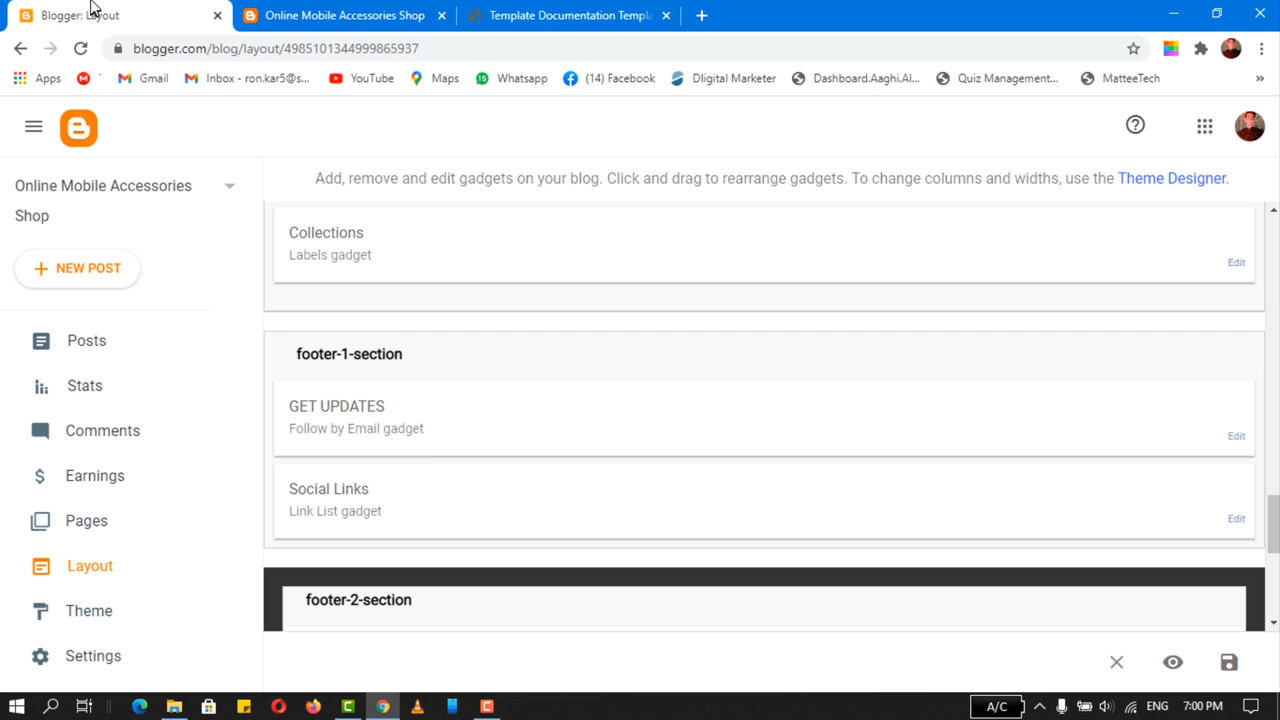 Blogger: Layout
Online Mobile Accessories Shop
Template Documentation Templa
blogger.com/blog/layout/4985101344999865937
Apps
Gmail
Inbox - ron.kar5@s...
YouTube
Maps
Whatsapp
(14) Facebook
DIigital Marketer
Dashboard.Aaghi.Al...
Quiz Management...
MatteeTech
»
Online Mobile Accessories
Shop
Add, remove and edit gadgets on your blog. Click and drag to rearrange gadgets. To change columns and widths, use the Theme Designer.
+ NEW POST
Posts
Stats
Comments
Earnings
Pages
Layout
Theme
Settings
Collections
Labels gadget
Edit
footer-1-section
GET UPDATES
Follow by Email gadget
Edit
Social Links
Link List gadget
Edit
footer-2-section
A/C
ENG
7:00 PM